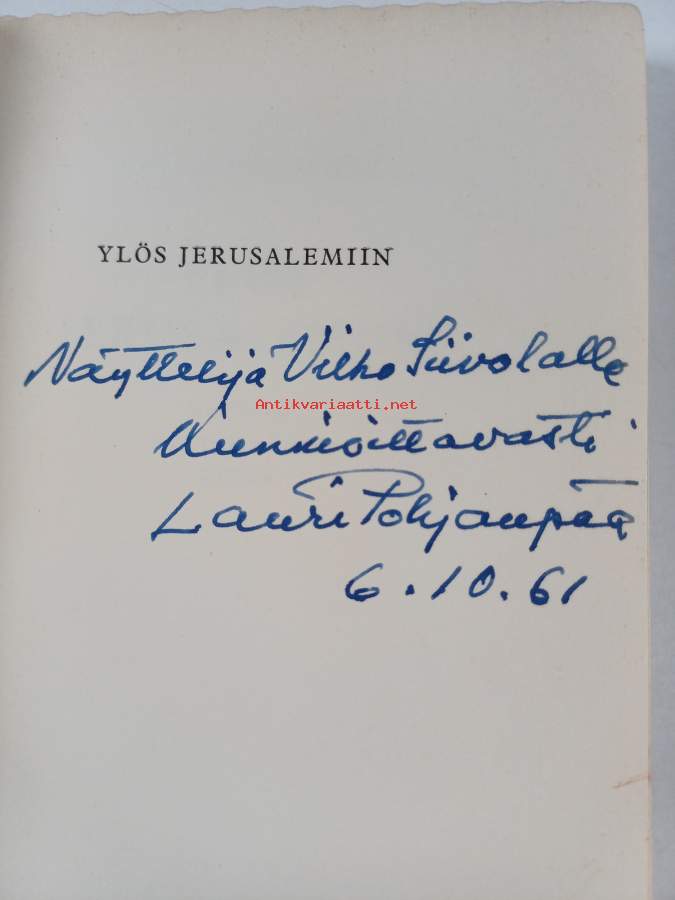 YLÖS JERUSALEMIIN
Näyttelijä Vilho Siivolalle
Antikvariaatti.net
Kunnioittavasti
Lauri Pohjanpää
6.10.61